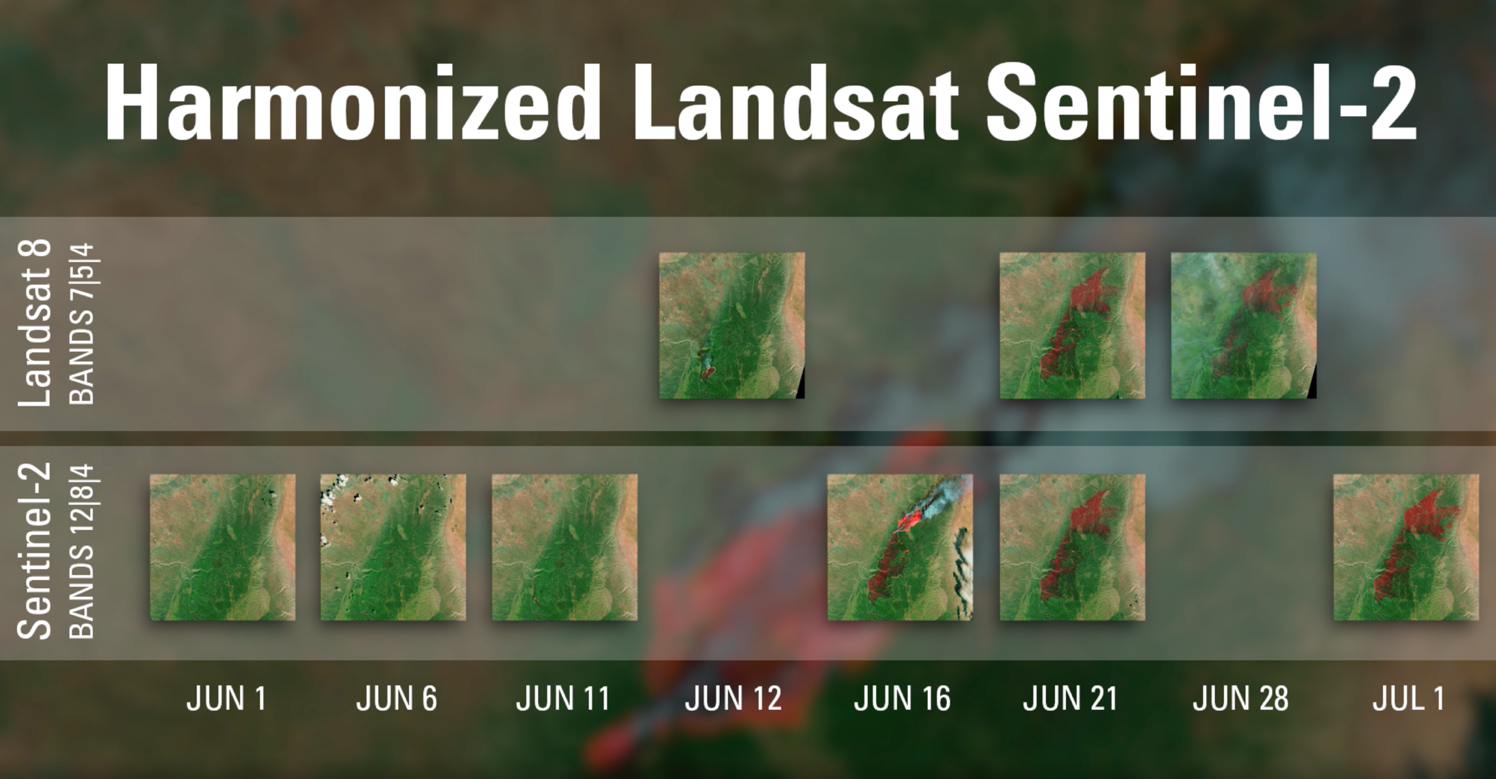 Harmonized Landsat Sentinel-2
Landsat 8
BANDS 7|5|4
Sentinel-2
BANDS 12|8|4
JUN 1
JUN 6
JUN 11
JUN 12
JUN 16
JUN 21
JUN 28
JUL 1